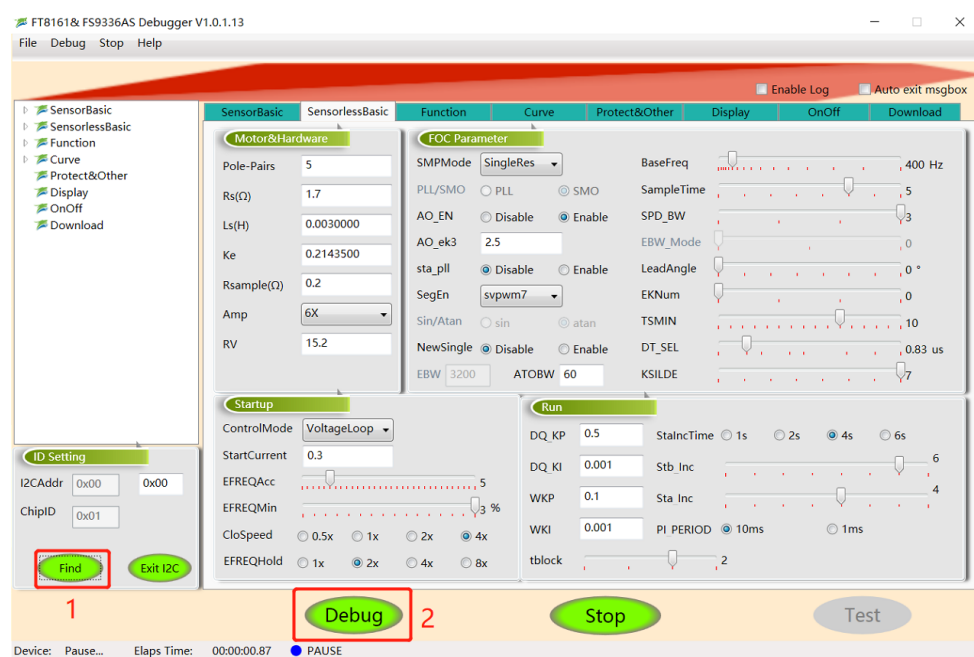 FT8161& FS9336AS Debugger V1.0.1.13
File Debug Stop Help
Enable Log Auto exit msgbox
SensorBasic
SensorlessBasic
Function
Curve
Protect&Other
Display
OnOff
Download
SensorBasic SensorlessBasic Function Curve Protect&Other Display OnOff Download
Motor&Hardware
Pole-Pairs 5
Rs(Ω) 1.7
Ls(H) 0.0030000
Ke 0.2143500
Rsample(Ω) 0.2
Amp 6X
RV 15.2
FOC Parameter
SMPMode SingleRes
PLL/SMO PLL SMO
AO_EN Disable Enable
AO_ek3 2.5
sta_pll Disable Enable
SegEn svpwm7
Sin/Atan sin atan
NewSingle Disable Enable
EBW 3200 ATOBW 60
BaseFreq 400 Hz
SampleTime 5
SPD_BW 3
EBW_Mode 0
LeadAngle 0 °
EKNum 0
TSMIN 10
DT_SEL 0.83 us
KSILDE 7
ID Setting
I2CAddr 0x00 0x00
ChipID 0x01
Find Exit I2C
1
Startup
ControlMode VoltageLoop
StartCurrent 0.3
EFREQAcc 5
EFREQMin 3 %
CloSpeed 0.5x 1x 2x 4x
EFREQHold 1x 2x 4x 8x
Run
DQ_KP 0.5 StaIncTime 1s 2s 4s 6s
DQ_KI 0.001 Stb_Inc 6
WKP 0.1 Sta_Inc 4
WKI 0.001 PI_PERIOD 10ms 1ms
tblock 2
Debug 2 Stop Test
Device: Pause... Elaps Time: 00:00:00.87 PAUSE